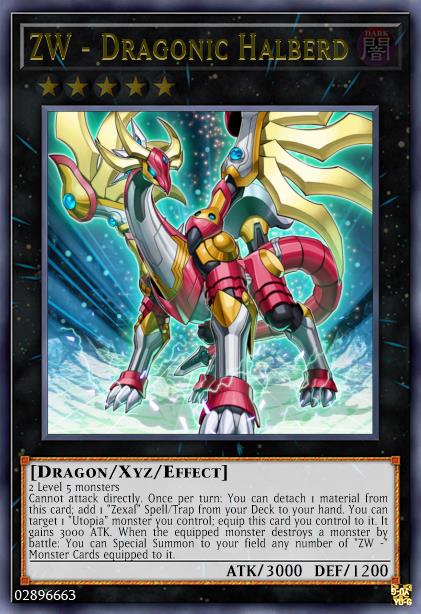 ZW - Dragonic Halberd
DARK
闇
[Dragon/Xyz/Effect]
2 Level 5 monsters
Cannot attack directly. Once per turn: You can detach 1 material from
this card; add 1 "Zexal" Spell/Trap from your Deck to your hand. You can
target 1 "Utopia" monster you control; equip this card you control to it. It
gains 3000 ATK. When the equipped monster destroys a monster by
battle: You can Special Summon to your field any number of "ZW -"
Monster Cards equipped to it.
ATK/3000 DEF/1200
02896663